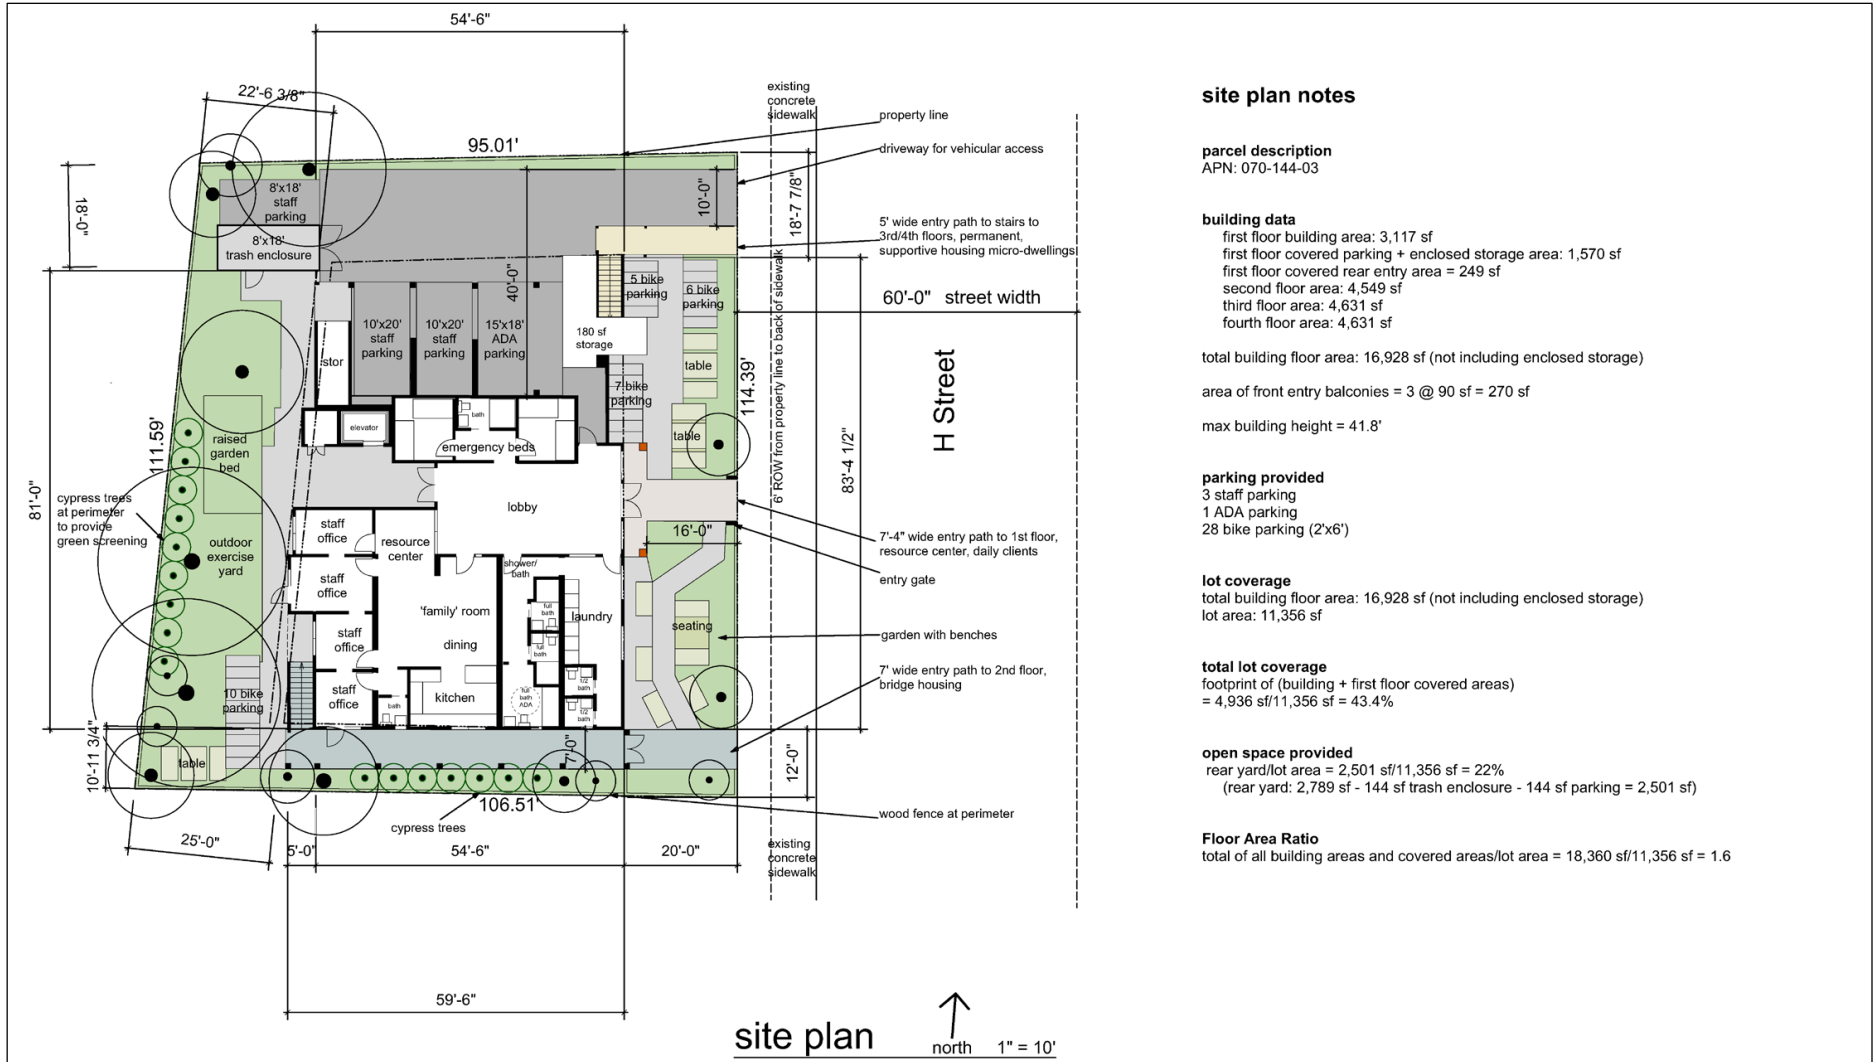 54'-6"
22'-6 3/8"
95.01'
18'-0"
8'x18'
staff
parking
8'x18'
trash enclosure
10'-0"
18'-7 7/8"
existing
concrete
sidewalk
property line
driveway for vehicular access
5' wide entry path to stairs to
3rd/4th floors, permanent,
supportive housing micro-dwellings
40'-0"
5 bike
parking
6 bike
parking
60'-0" street width
10'x20'
staff
parking
10'x20'
staff
parking
15'x18'
ADA
parking
180 sf
storage
stor
table
7 bike
parking
114.39'
H Street
6' ROW from property line to back of sidewalk
elevator
bath
emergency beds
table
83'-4 1/2"
raised
garden
bed
111.59'
81'-0"
cypress trees
at perimeter
to provide
green screening
outdoor
exercise
yard
lobby
staff
office
resource
center
16'-0"
7'-4" wide entry path to 1st floor,
resource center, daily clients
entry gate
shower/
bath
staff
office
'family' room
dining
full
bath
full
bath
laundry
seating
garden with benches
staff
office
7' wide entry path to 2nd floor,
bridge housing
staff
office
kitchen
bath
full
bath
ADA
1/2
bath
1/2
bath
10 bike
parking
10'-11 3/4"
table
7'-0"
12'-0"
106.51'
cypress trees
wood fence at perimeter
25'-0"
5'-0"
54'-6"
20'-0"
existing
concrete
sidewalk
59'-6"
site plan
north 1" = 10'
site plan notes
parcel description
APN: 070-144-03
building data
first floor building area: 3,117 sf
first floor covered parking + enclosed storage area: 1,570 sf
first floor covered rear entry area = 249 sf
second floor area: 4,549 sf
third floor area: 4,631 sf
fourth floor area: 4,631 sf
total building floor area: 16,928 sf (not including enclosed storage)
area of front entry balconies = 3 @ 90 sf = 270 sf
max building height = 41.8'
parking provided
3 staff parking
1 ADA parking
28 bike parking (2'x6')
lot coverage
total building floor area: 16,928 sf (not including enclosed storage)
lot area: 11,356 sf
total lot coverage
footprint of (building + first floor covered areas)
= 4,936 sf/11,356 sf = 43.4%
open space provided
rear yard/lot area = 2,501 sf/11,356 sf = 22%
(rear yard: 2,789 sf - 144 sf trash enclosure - 144 sf parking = 2,501 sf)
Floor Area Ratio
total of all building areas and covered areas/lot area = 18,360 sf/11,356 sf = 1.6